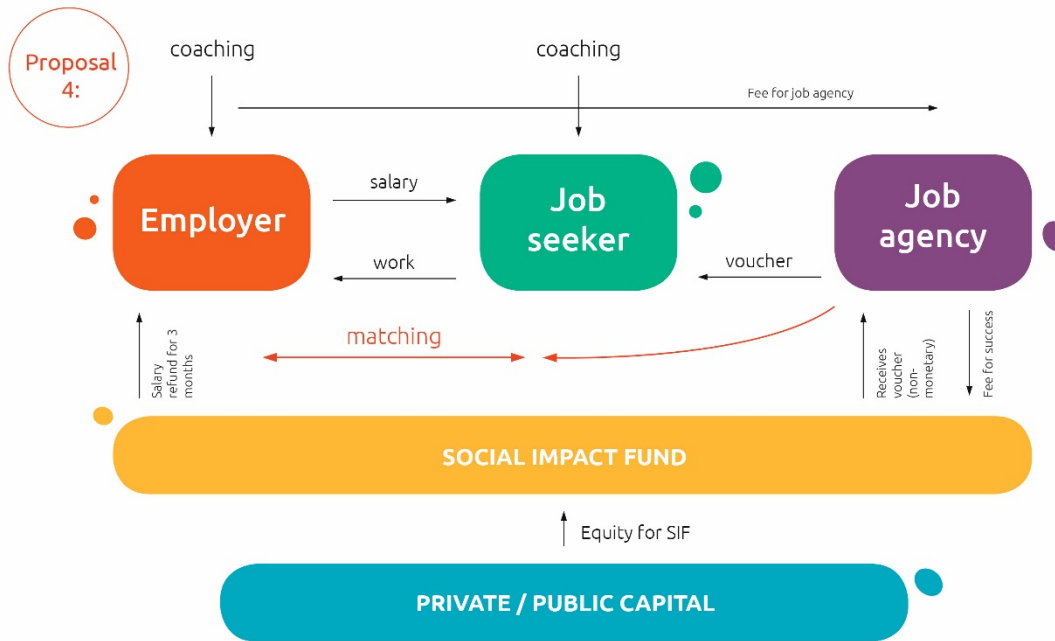 Proposal
4:
coaching
coaching
Fee for job agency
Employer
salary
work
Job
seeker
voucher
Job
agency
matching
Salary
refund for 3
months
Receives
voucher
(non-
monetary)
Fee for success
SOCIAL IMPACT FUND
Equity for SIF
PRIVATE / PUBLIC CAPITAL